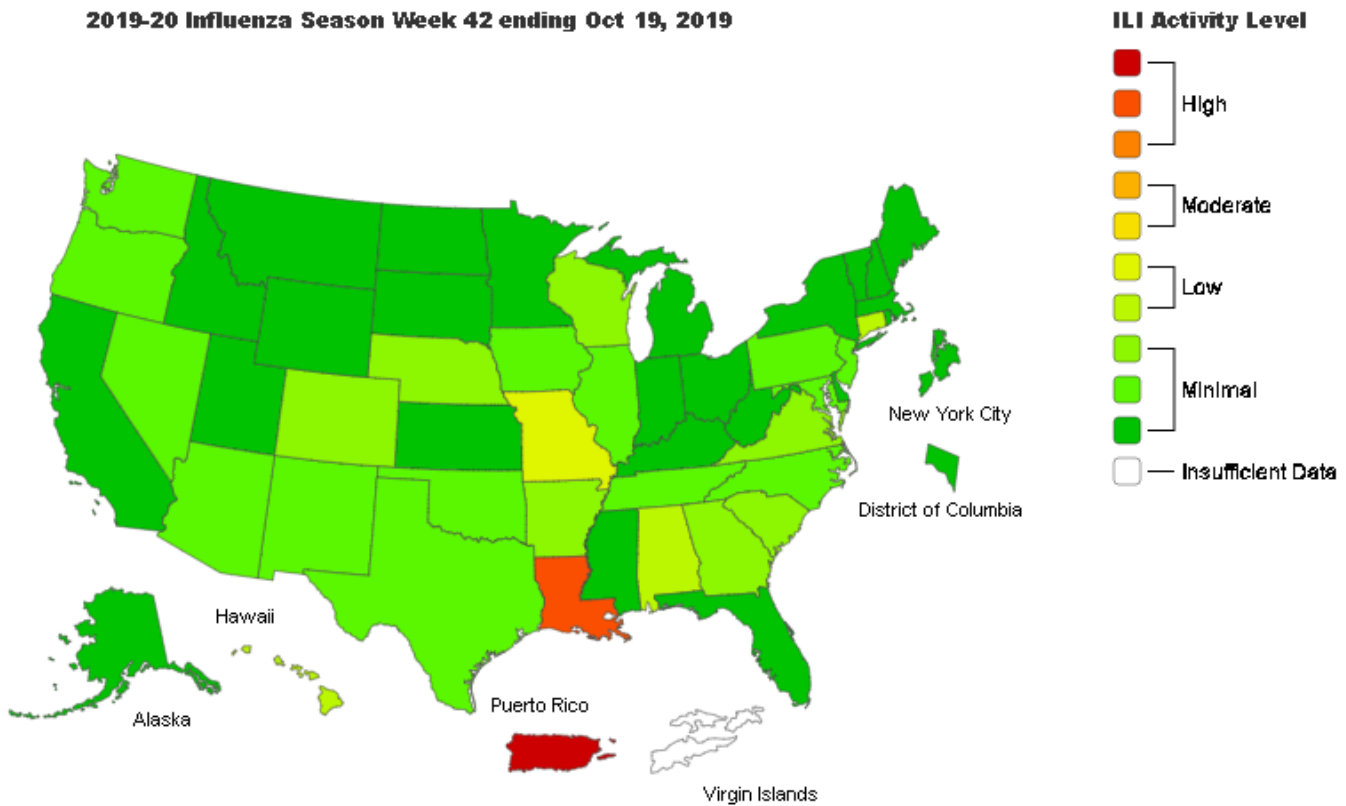 2019-20 Influenza Season Week 42 ending Oct 19, 2019
ILI Activity Level
High
Moderate
Low
Minimal
Insufficient Data
New York City
District of Columbia
Hawaii
Alaska
Puerto Rico
Virgin Islands